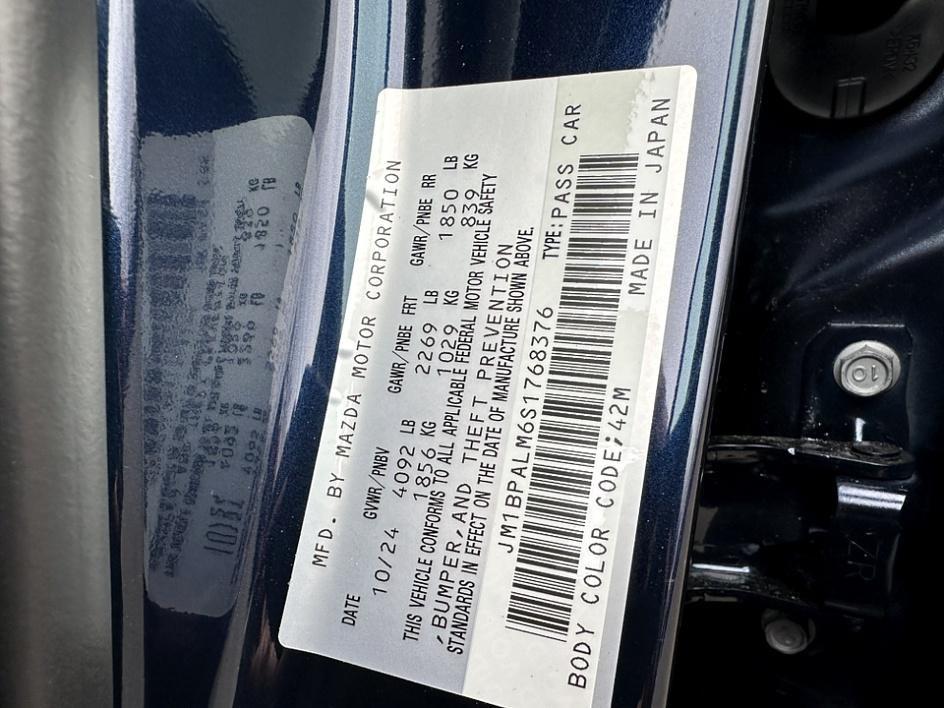 MFD. BY MAZDA MOTOR CORPORATION
DATE GVWR/PNBV GAWR/PNBE FRT GAWR/PNBE RR
10/24 4092 LB 2269 LB 1850 LB
1856 KG 1029 KG 839 KG
THIS VEHICLE CONFORMS TO ALL APPLICABLE FEDERAL MOTOR VEHICLE SAFETY
,BUMPER,AND THEFT PREVENTION
STANDARDS IN EFFECT ON THE DATE OF MANUFACTURE SHOWN ABOVE.
JM1BPALM6S1768376 TYPE:PASS CAR
BODY COLOR CODE;42M MADE IN JAPAN
10